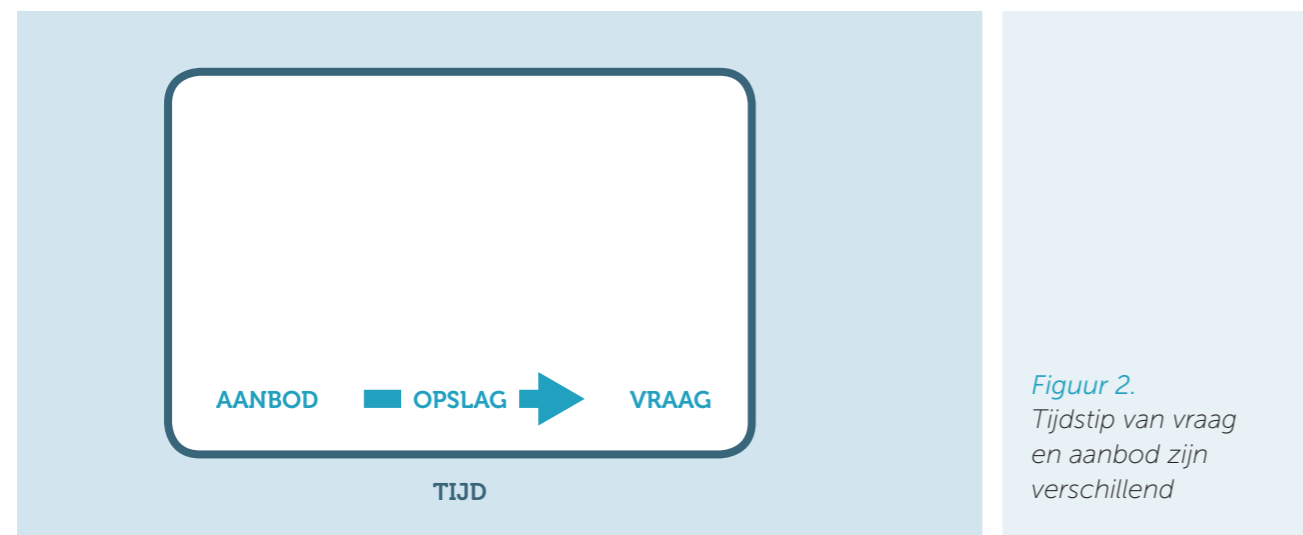 AANBOD OPSLAG VRAAG
TIJD
Figuur 2.
Tijdstip van vraag
en aanbod zijn
verschillend